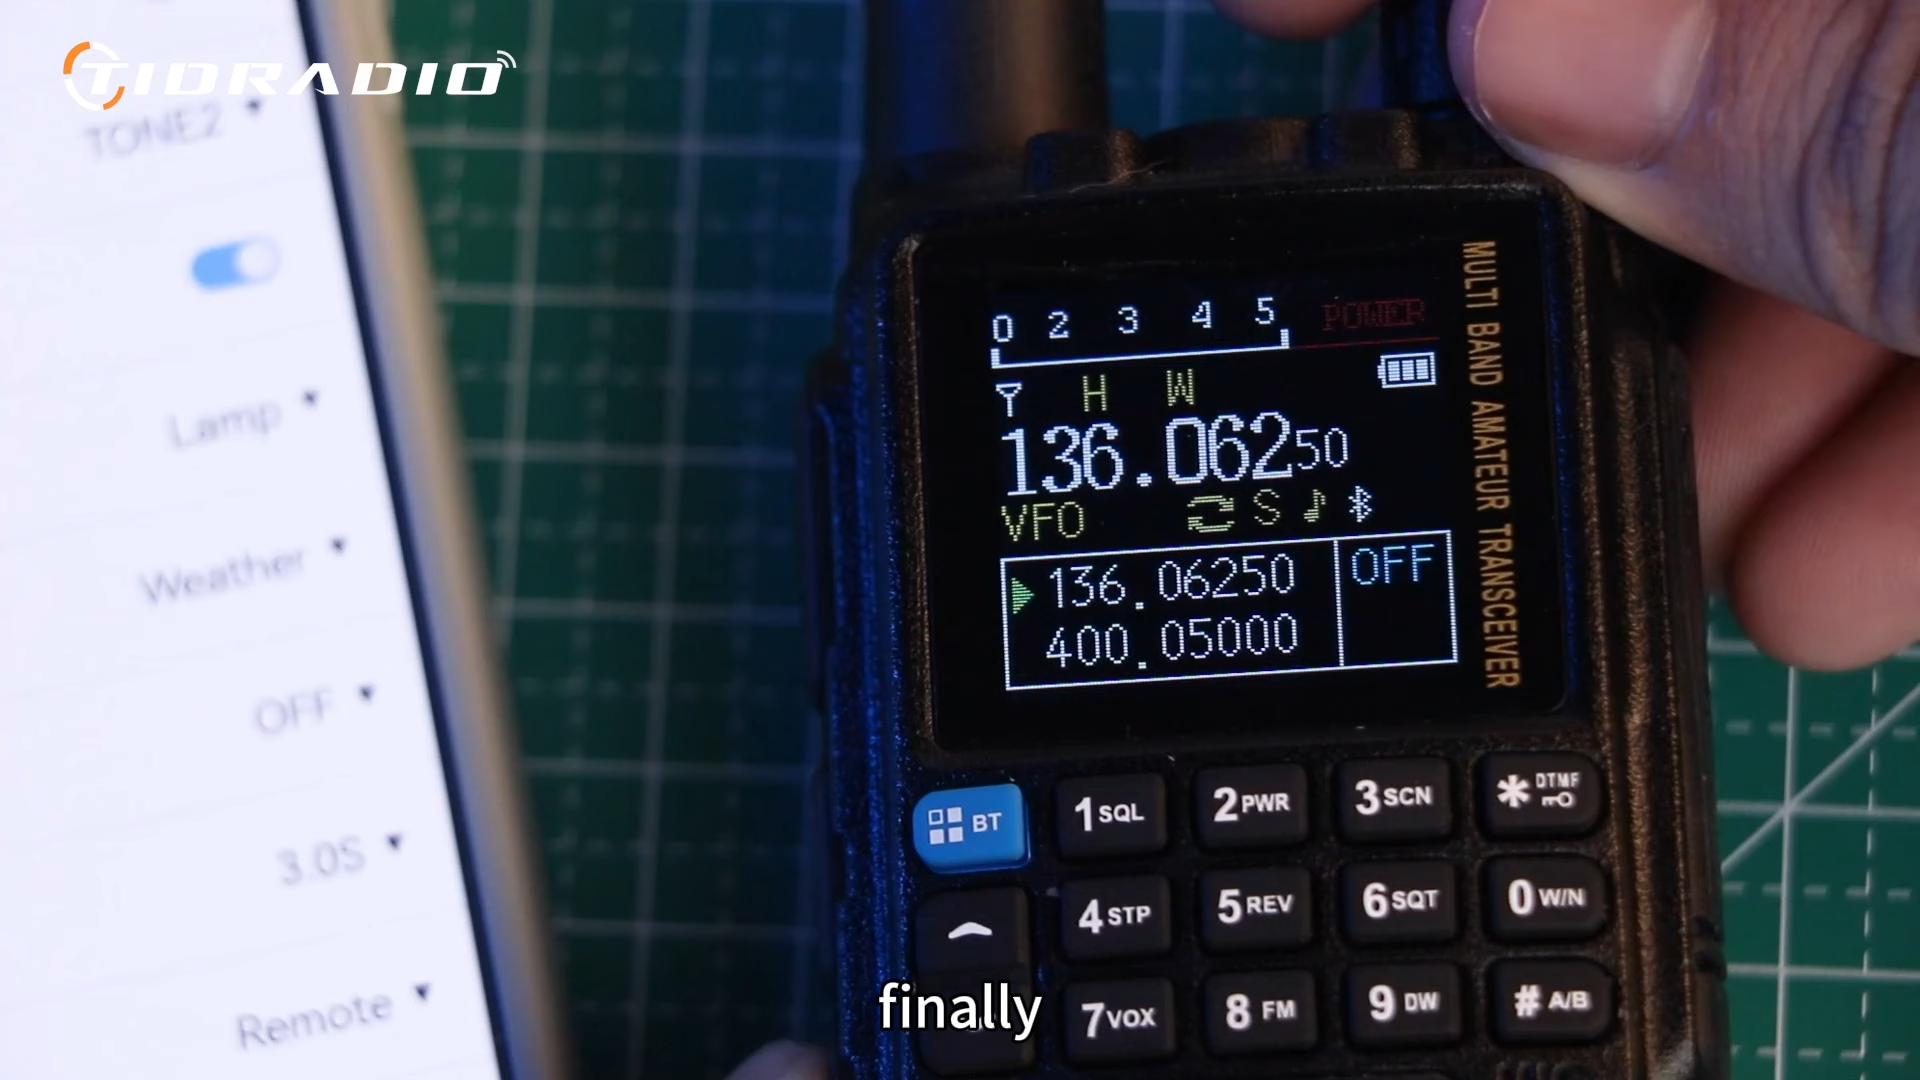 TIDRADIO
TONE2
Lamp
Weather
OFF
3.0S
Remote
0 2 3 4 5 POWER
H W
136.06250
VFO S
136.06250 OFF
400.05000
MULTI BAND AMATEUR TRANSCEIVER
BT 1 SQL 2 PWR 3 SCN * DTMF
4 STP 5 REV 6 SQT 0 W/N
7 VOX 8 FM 9 DW # A/B
finally